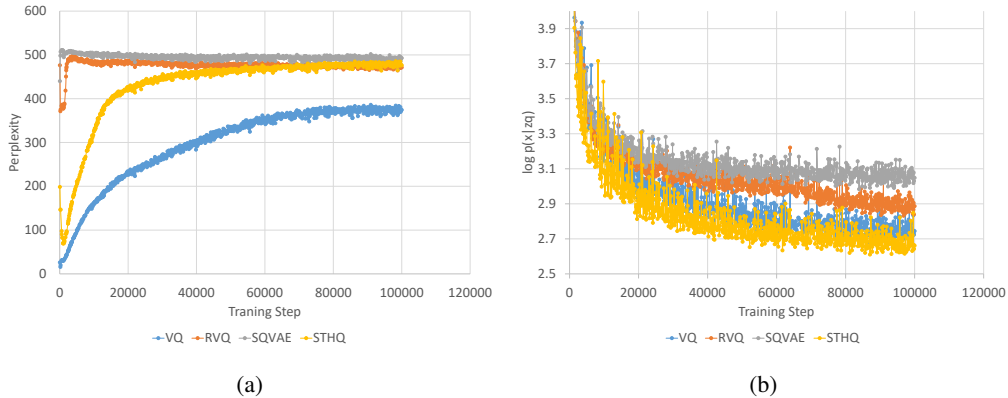 600
500
400
300
200
100
0
Perplexity
0 20000 40000 60000 80000 100000 120000
Traning Step
VQ RVQ SQVAE STHQ
(a)
3.9
3.7
3.5
3.3
3.1
2.9
2.7
2.5
log p(x|zq)
0 20000 40000 60000 80000 100000 120000
Training Step
VQ RVQ SQVAE STHQ
(b)